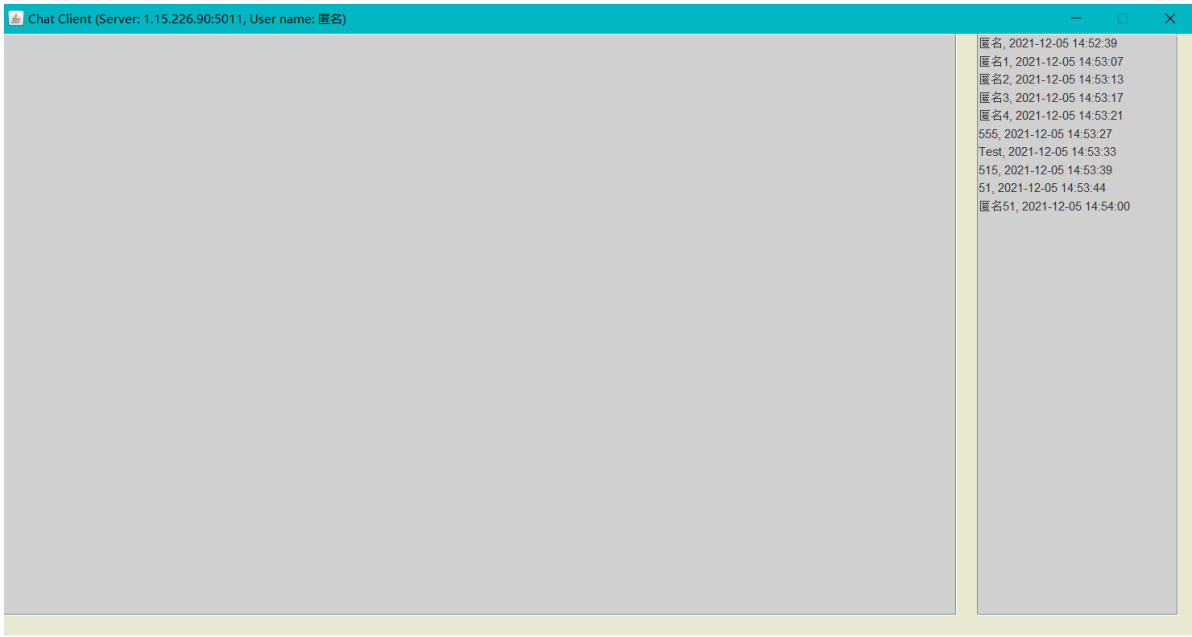 Chat Client (Server: 1.15.226.90:5011, User name: 匿名)
匿名, 2021-12-05 14:52:39
匿名1, 2021-12-05 14:53:07
匿名2, 2021-12-05 14:53:13
匿名3, 2021-12-05 14:53:17
匿名4, 2021-12-05 14:53:21
555, 2021-12-05 14:53:27
Test, 2021-12-05 14:53:33
515, 2021-12-05 14:53:39
51, 2021-12-05 14:53:44
匿名51, 2021-12-05 14:54:00